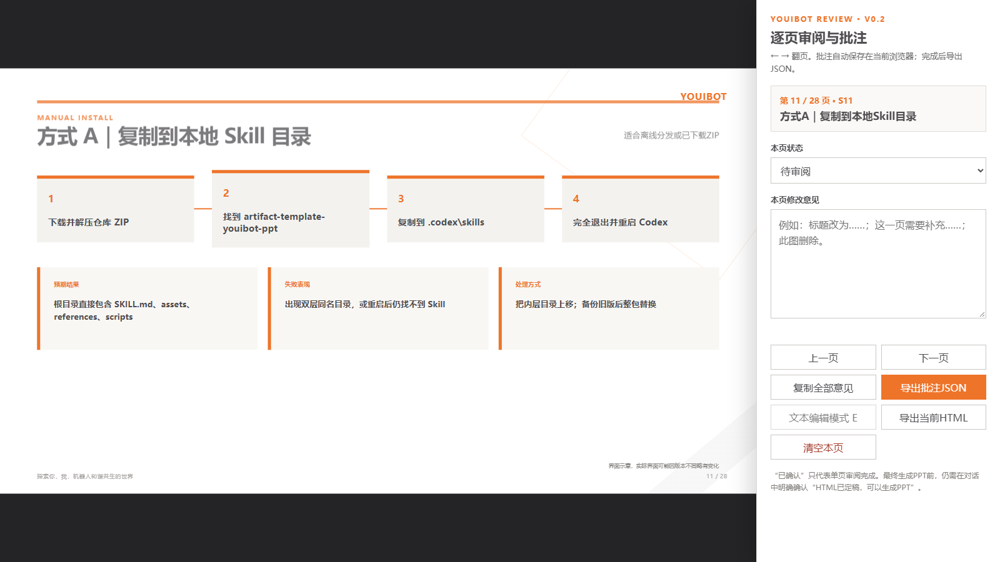 YOUIBOT
MANUAL INSTALL
方式 A｜复制到本地 Skill 目录
适合离线分发或已下载ZIP
1
下载并解压仓库 ZIP
2
找到 artifact-template-
youibot-ppt
3
复制到 .codex\skills
4
完全退出并重启 Codex
预期结果
根目录直接包含 SKILL.md、assets、
references、scripts
失败表现
出现双层同名目录，或重启后仍找不到 Skill
处理方式
把内层目录上移；备份旧版后整包替换
界面示意，实际界面可能因版本不同略有变化
探索你、我、机器人和谐共生的世界
11 / 28
YOUIBOT REVIEW • V0.2
逐页审阅与批注
← → 翻页。批注自动保存在当前浏览器；完成后导出
JSON。
第 11 / 28 页 • S11
方式A｜复制到本地Skill目录
本页状态
待审阅
本页修改意见
例如：标题改为……；这一页需要补充……；
此图删除。
上一页
下一页
复制全部意见
导出批注JSON
文本编辑模式 E
导出当前HTML
清空本页
“已确认”只代表单页审阅完成。最终生成PPT前，仍需在对话
中明确确认“HTML已定稿，可以生成PPT”。